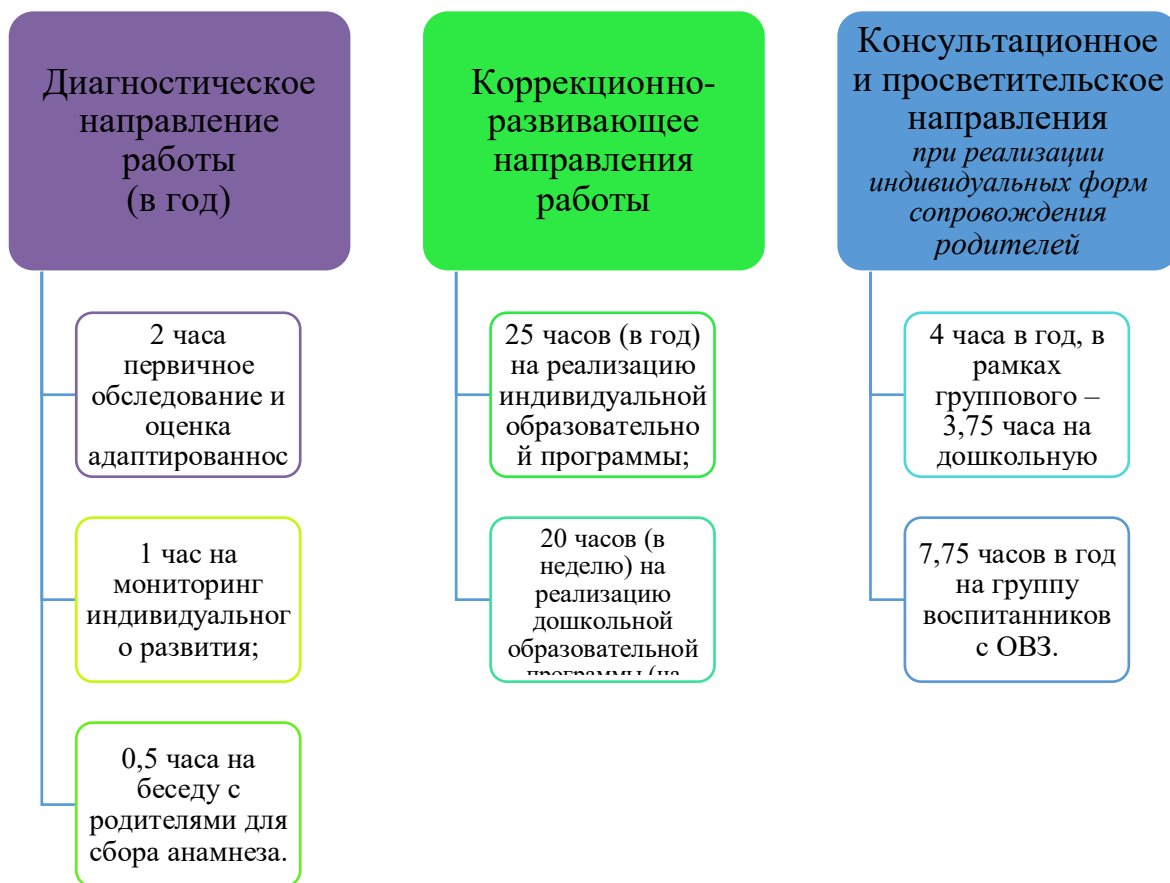 Диагностическое
направление
работы
(в год)
2 часа
первичное
обследование и
оценка
адаптированнос
1 час на
мониторинг
индивидуальног
о развития;
0,5 часа на
беседу с
родителями для
сбора анамнеза.
Коррекционно-
развивающее
направления
работы
25 часов (в год)
на реализацию
индивидуальной
образовательно
й программы;
20 часов (в
неделю) на
реализацию
дошкольной
образовательной
программы (на
Консультационное
и просветительское
направления
при реализации
индивидуальных форм
сопровождения
родителей
4 часа в год, в
рамках
группового –
3,75 часа на
дошкольную
7,75 часов в год
на группу
воспитанников
с ОВЗ.